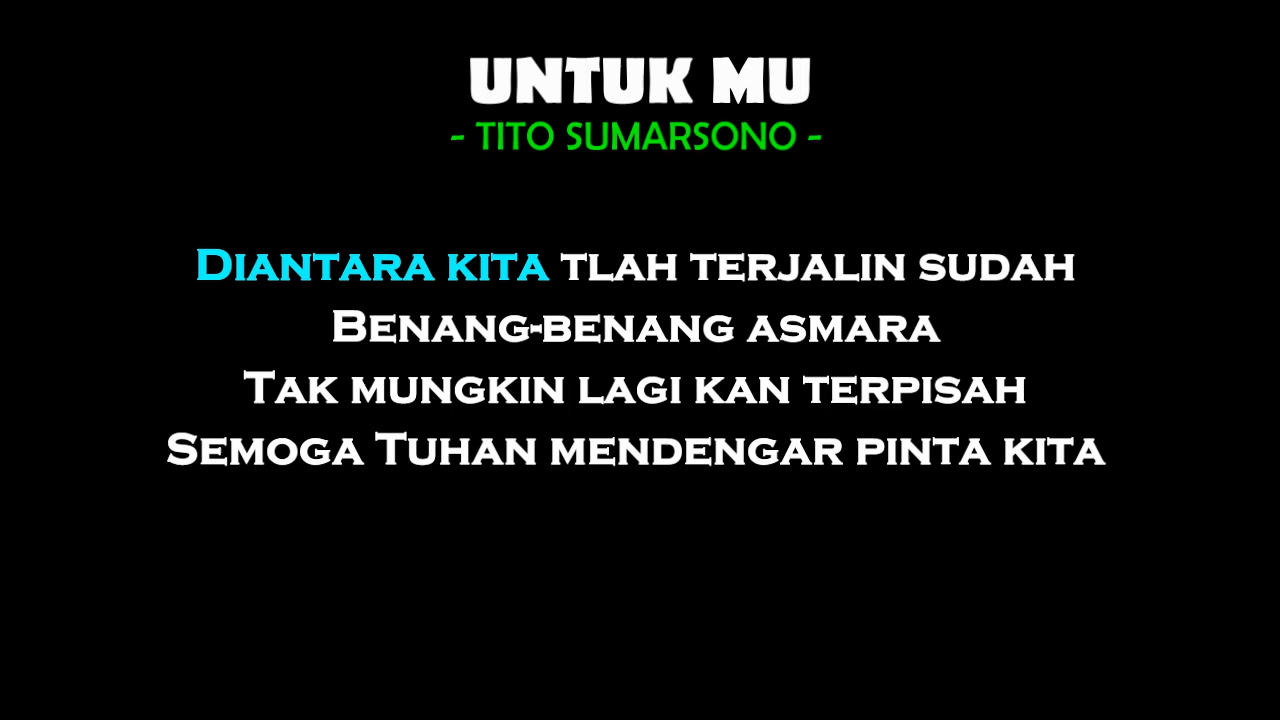 UNTUK MU
- TITO SUMARSONO -
Diantara kita tlah terjalin sudah
Benang-benang asmara
Tak mungkin lagi kan terpisah
Semoga Tuhan mendengar pinta kita